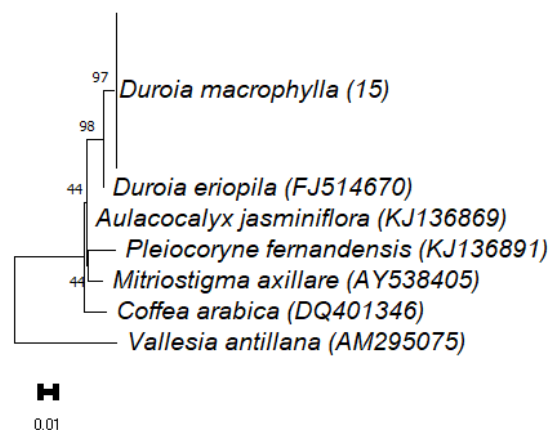 97
Duroia macrophylla (15)
98
44
Duroia eriopila (FJ514670)
Aulacocalyx jasminiflora (KJ136869)
Pleiocoryne fernandensis (KJ136891)
44
Mitriostigma axillare (AY538405)
Coffea arabica (DQ401346)
Vallesia antillana (AM295075)
0.01